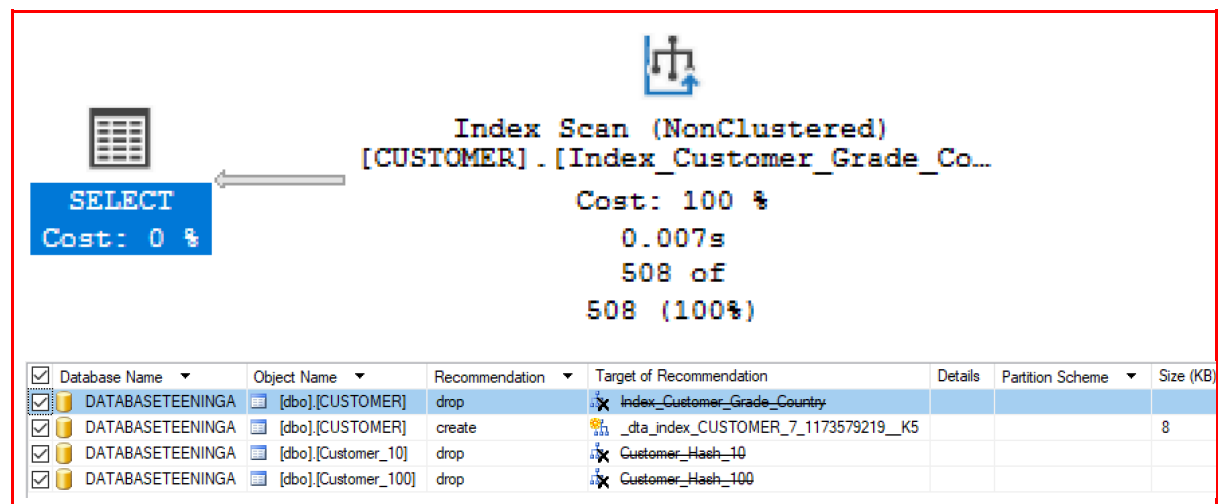 Index Scan (NonClustered)
[CUSTOMER].[Index_Customer_Grade_Co…
SELECT
Cost: 0 %
Cost: 100 %
0.007s
508 of
508 (100%)
Database Name Object Name Recommendation Target of Recommendation Details Partition Scheme Size (KB)
DATABASETEENINGA [dbo].[CUSTOMER] drop Index_Customer_Grade_Country
DATABASETEENINGA [dbo].[CUSTOMER] create _dta_index_CUSTOMER_7_1173579219__K5 8
DATABASETEENINGA [dbo].[Customer_10] drop Customer_Hash_10
DATABASETEENINGA [dbo].[Customer_100] drop Customer_Hash_100